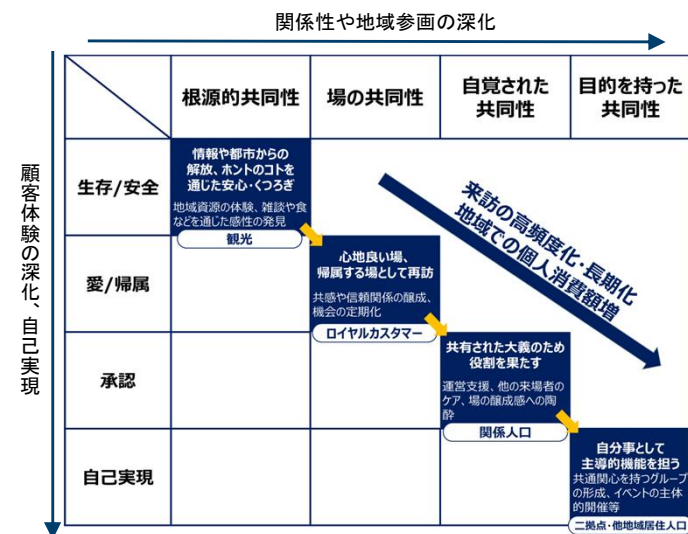 関係性や地域参画の深化
顧客体験の深化、自己実現
根源的共同性
場の共同性
自覚された
共同性
目的を持った
共同性
生存/安全
情報や都市からの
解放、ホントのコトを
通じた安心・くつろぎ
地域資源の体験、雑談や食
などを通じた感性の発見
観光
来訪の高頻度化・長期化
地域での個人消費額増
愛/帰属
心地良い場、
帰属する場として再訪
共感や信頼関係の醸成、
機会の定期化
ロイヤルカスタマー
承認
共有された大義のため
役割を果たす
運営支援、他の来場者の
ケア、場の醸成感への陶
酔
関係人口
自己実現
自分事として
主導的機能を担う
共通関心を持つグループ
の形成、イベントの主体
的開催等
二拠点・他地域居住人口